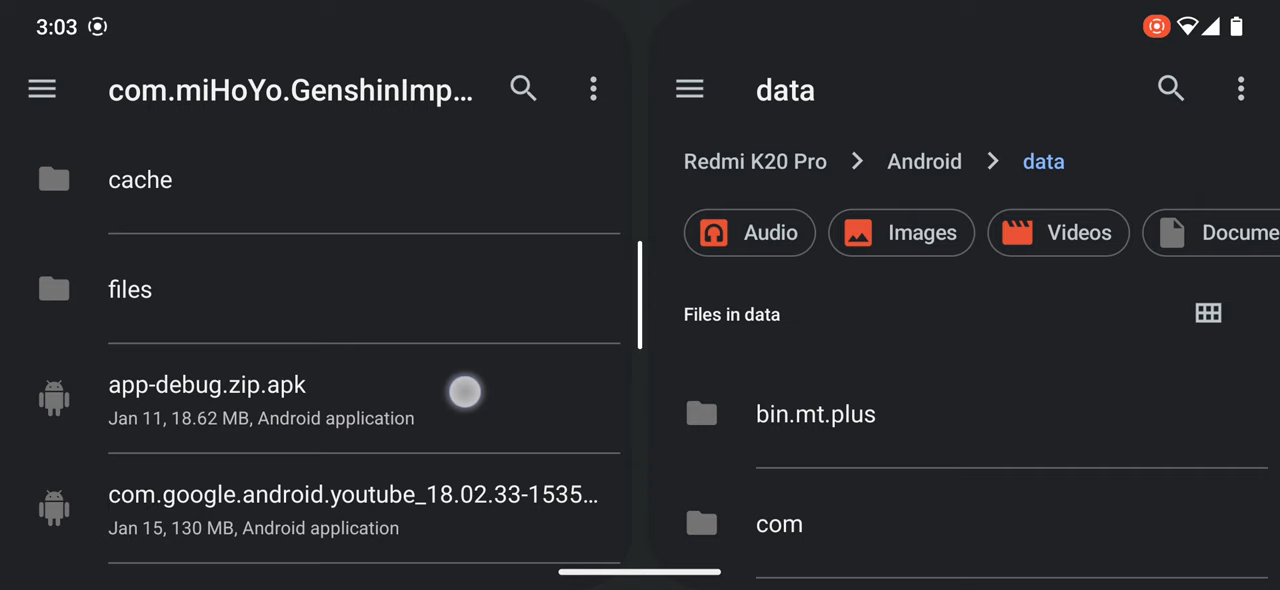 3:03
com.miHoYo.GenshinImp...
cache
files
app-debug.zip.apk
Jan 11, 18.62 MB, Android application
com.google.android.youtube_18.02.33-1535...
Jan 15, 130 MB, Android application
data
Redmi K20 Pro > Android > data
Audio Images Videos Docume
Files in data
bin.mt.plus
com